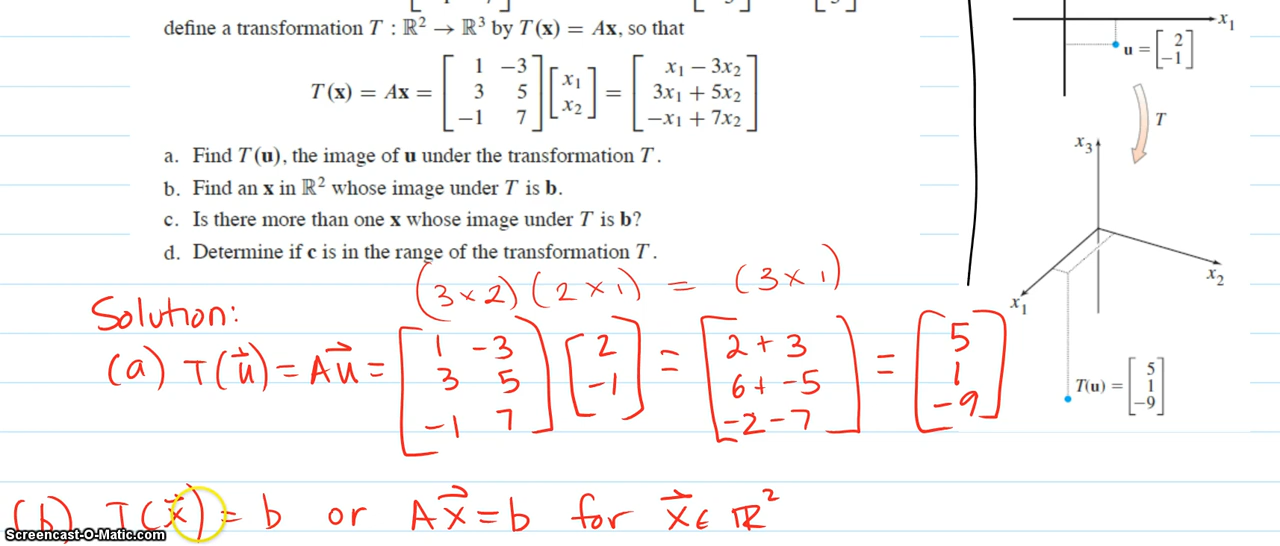 define a transformation T : ℝ² → ℝ³ by T(x) = Ax, so that
T(x) = Ax = [1 −3; 3 5; −1 7] [x₁; x₂] = [x₁ − 3x₂; 3x₁ + 5x₂; −x₁ + 7x₂]
a. Find T(u), the image of u under the transformation T.
b. Find an x in ℝ² whose image under T is b.
c. Is there more than one x whose image under T is b?
d. Determine if c is in the range of the transformation T.
x₁
u = [2; −1]
T
x₃
x₂
x₁
T(u) = [5; 1; −9]
(3×2)(2×1) = (3×1)
Solution:
(a) T(u⃗) = Au⃗ = [1 -3; 3 5; -1 7] [2; -1] = [2+3; 6+ -5; -2-7] = [5; 1; -9]
(b) T(x⃗) = b or Ax⃗ = b for x⃗ ∈ ℝ²
Screencast-O-Matic.com